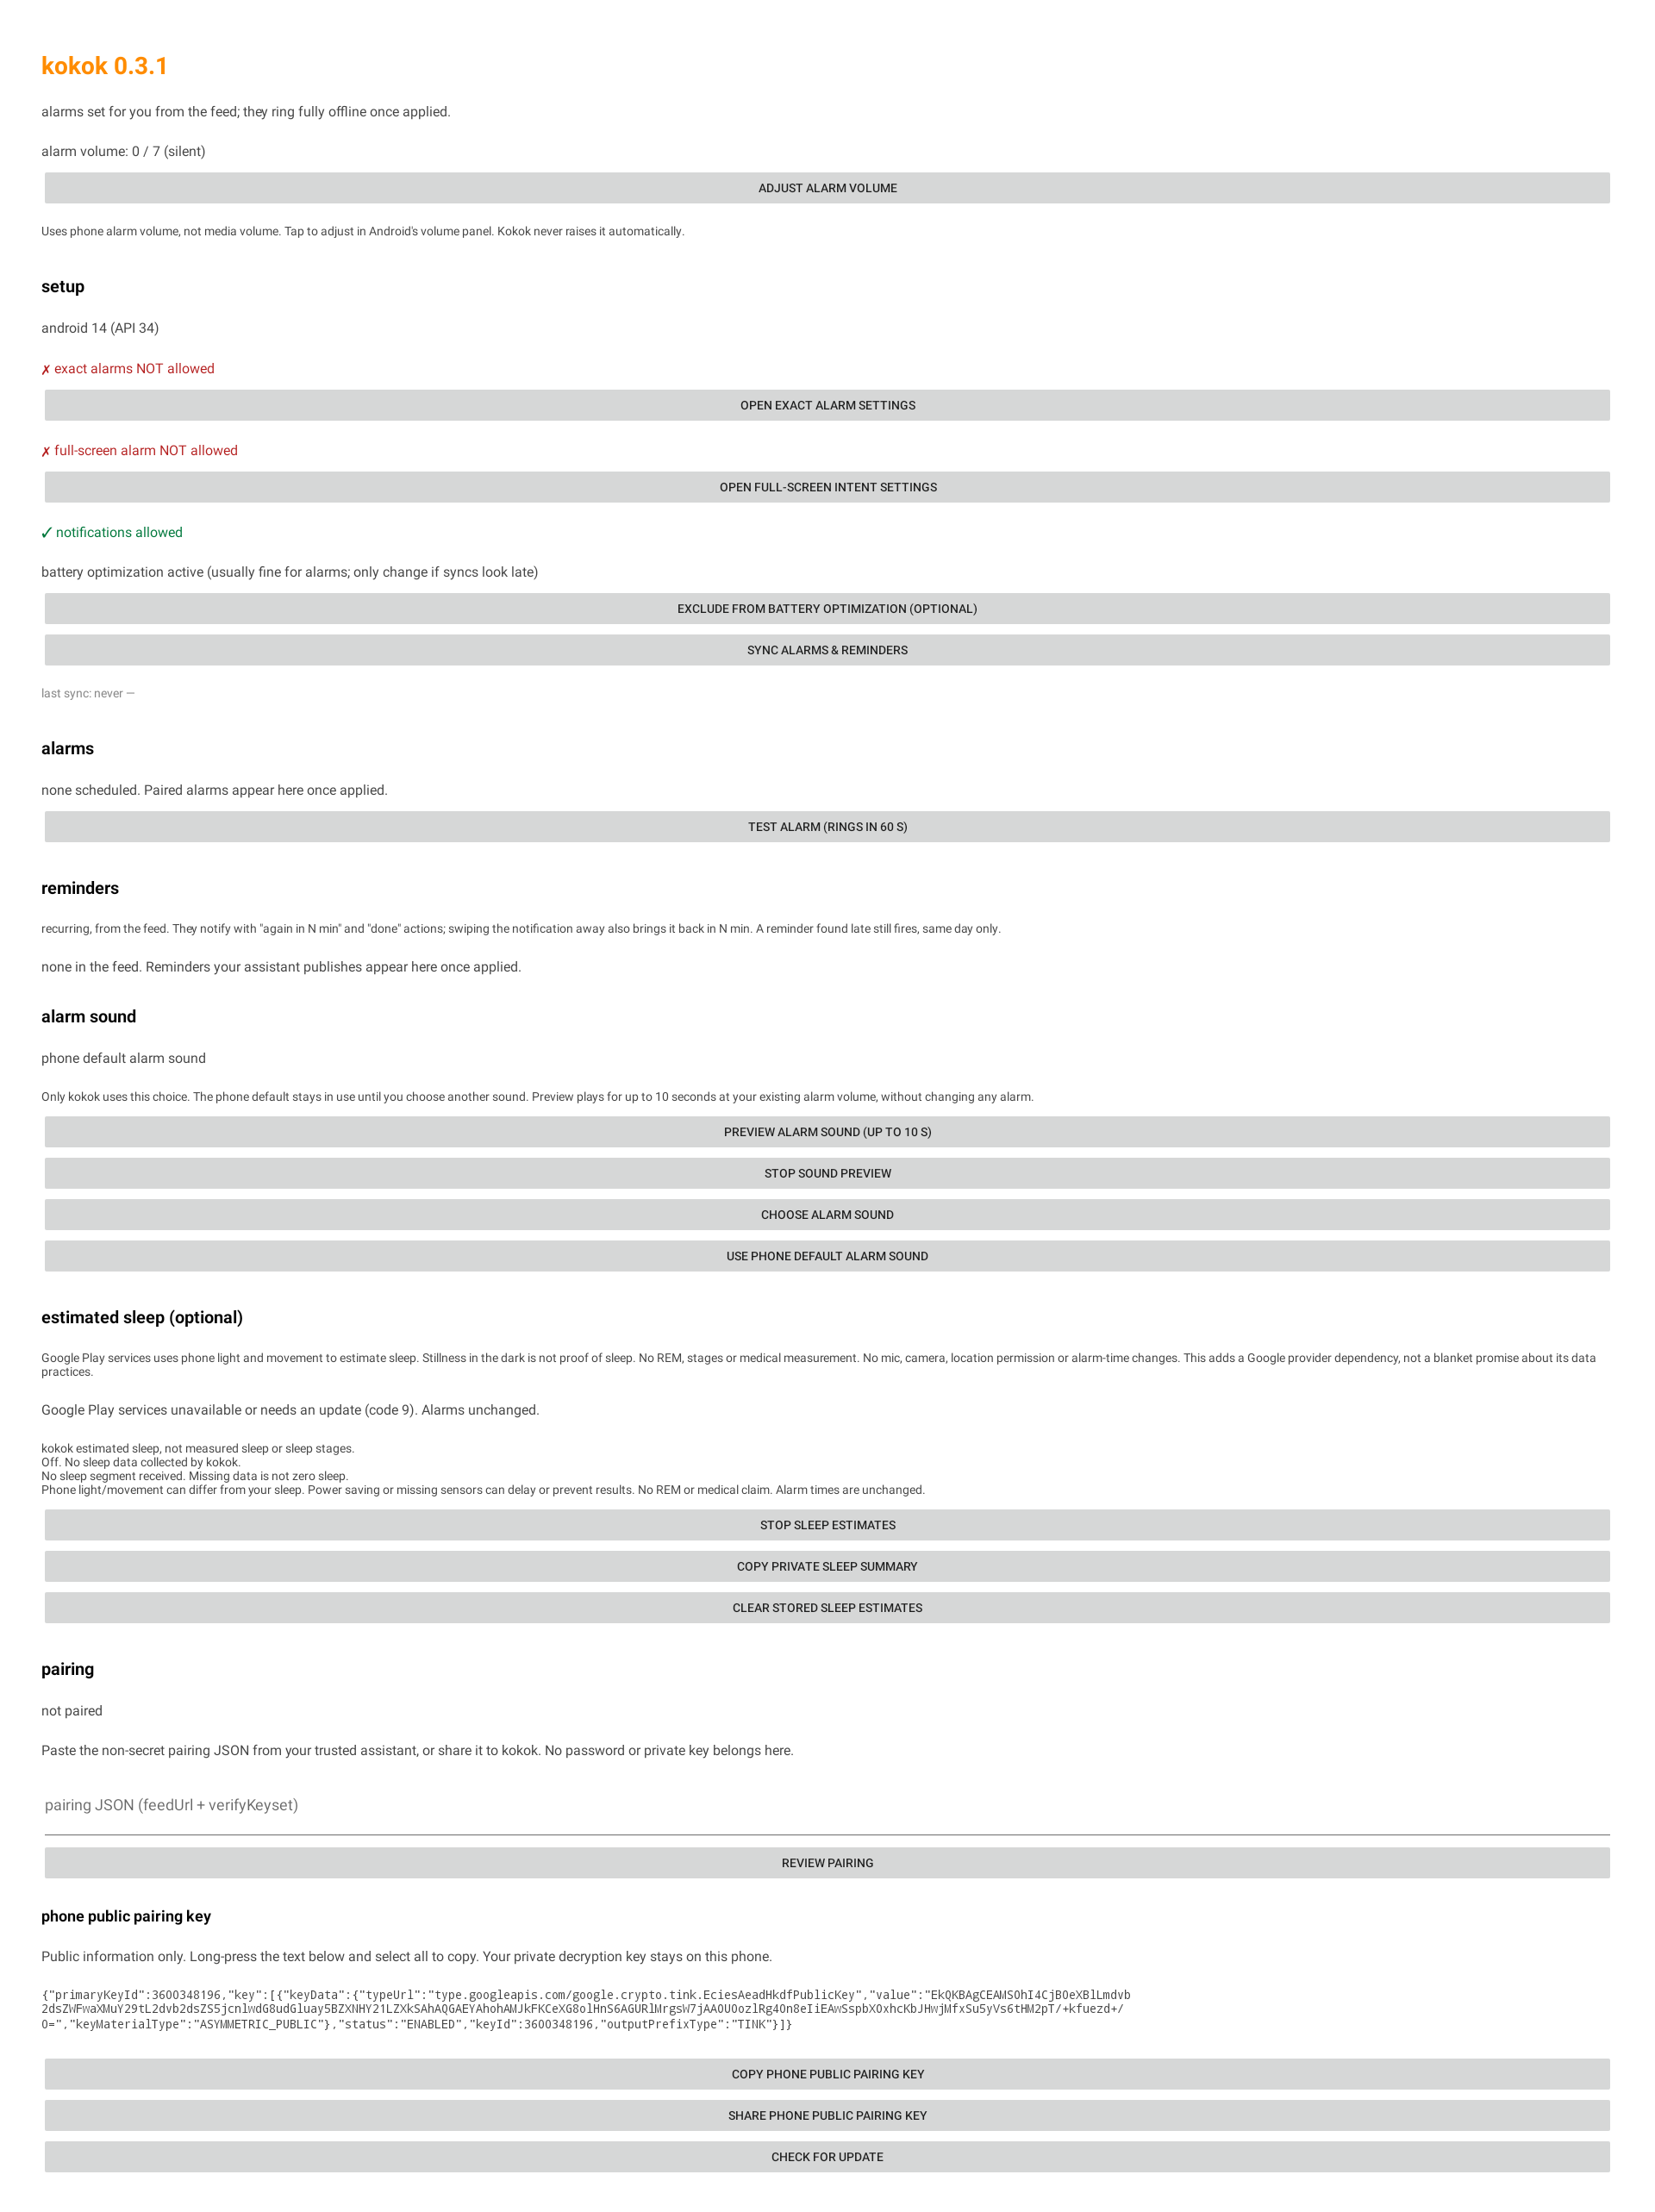 kokok 0.3.1
alarms set for you from the feed; they ring fully offline once applied.
alarm volume: 0 / 7 (silent)
ADJUST ALARM VOLUME
Uses phone alarm volume, not media volume. Tap to adjust in Android's volume panel. Kokok never raises it automatically.
setup
android 14 (API 34)
✗ exact alarms NOT allowed
OPEN EXACT ALARM SETTINGS
✗ full-screen alarm NOT allowed
OPEN FULL-SCREEN INTENT SETTINGS
✓ notifications allowed
battery optimization active (usually fine for alarms; only change if syncs look late)
EXCLUDE FROM BATTERY OPTIMIZATION (OPTIONAL)
SYNC ALARMS & REMINDERS
last sync: never —
alarms
none scheduled. Paired alarms appear here once applied.
TEST ALARM (RINGS IN 60 S)
reminders
recurring, from the feed. They notify with "again in N min" and "done" actions; swiping the notification away also brings it back in N min. A reminder found late still fires, same day only.
none in the feed. Reminders your assistant publishes appear here once applied.
alarm sound
phone default alarm sound
Only kokok uses this choice. The phone default stays in use until you choose another sound. Preview plays for up to 10 seconds at your existing alarm volume, without changing any alarm.
PREVIEW ALARM SOUND (UP TO 10 S)
STOP SOUND PREVIEW
CHOOSE ALARM SOUND
USE PHONE DEFAULT ALARM SOUND
estimated sleep (optional)
Google Play services uses phone light and movement to estimate sleep. Stillness in the dark is not proof of sleep. No REM, stages or medical measurement. No mic, camera, location permission or alarm-time changes. This adds a Google provider dependency, not a blanket promise about its data
practices.
Google Play services unavailable or needs an update (code 9). Alarms unchanged.
kokok estimated sleep, not measured sleep or sleep stages.
Off. No sleep data collected by kokok.
No sleep segment received. Missing data is not zero sleep.
Phone light/movement can differ from your sleep. Power saving or missing sensors can delay or prevent results. No REM or medical claim. Alarm times are unchanged.
STOP SLEEP ESTIMATES
COPY PRIVATE SLEEP SUMMARY
CLEAR STORED SLEEP ESTIMATES
pairing
not paired
Paste the non-secret pairing JSON from your trusted assistant, or share it to kokok. No password or private key belongs here.
pairing JSON (feedUrl + verifyKeyset)
REVIEW PAIRING
phone public pairing key
Public information only. Long-press the text below and select all to copy. Your private decryption key stays on this phone.
{"primaryKeyId":3600348196,"key":[{"keyData":{"typeUrl":"type.googleapis.com/google.crypto.tink.EciesAeadHkdfPublicKey","value":"EkQKBAgCEAMSOhI4CjB0eXBlLmdvb
2dsZWFwaXMuY29tL2dvb2dsZS5jcnlwdG8udGluay5BZXNHY21LZXkSAhAQGAEYAhohAMJkFKCeXG8olHnS6AGURlMrgsW7jAAOU0ozlRg4On8eIiEAwSspbX0xhcKbJHwjMfxSu5yVs6tHM2pT/+kfuezd+/
0=","keyMaterialType":"ASYMMETRIC_PUBLIC"},"status":"ENABLED","keyId":3600348196,"outputPrefixType":"TINK"}]}
COPY PHONE PUBLIC PAIRING KEY
SHARE PHONE PUBLIC PAIRING KEY
CHECK FOR UPDATE